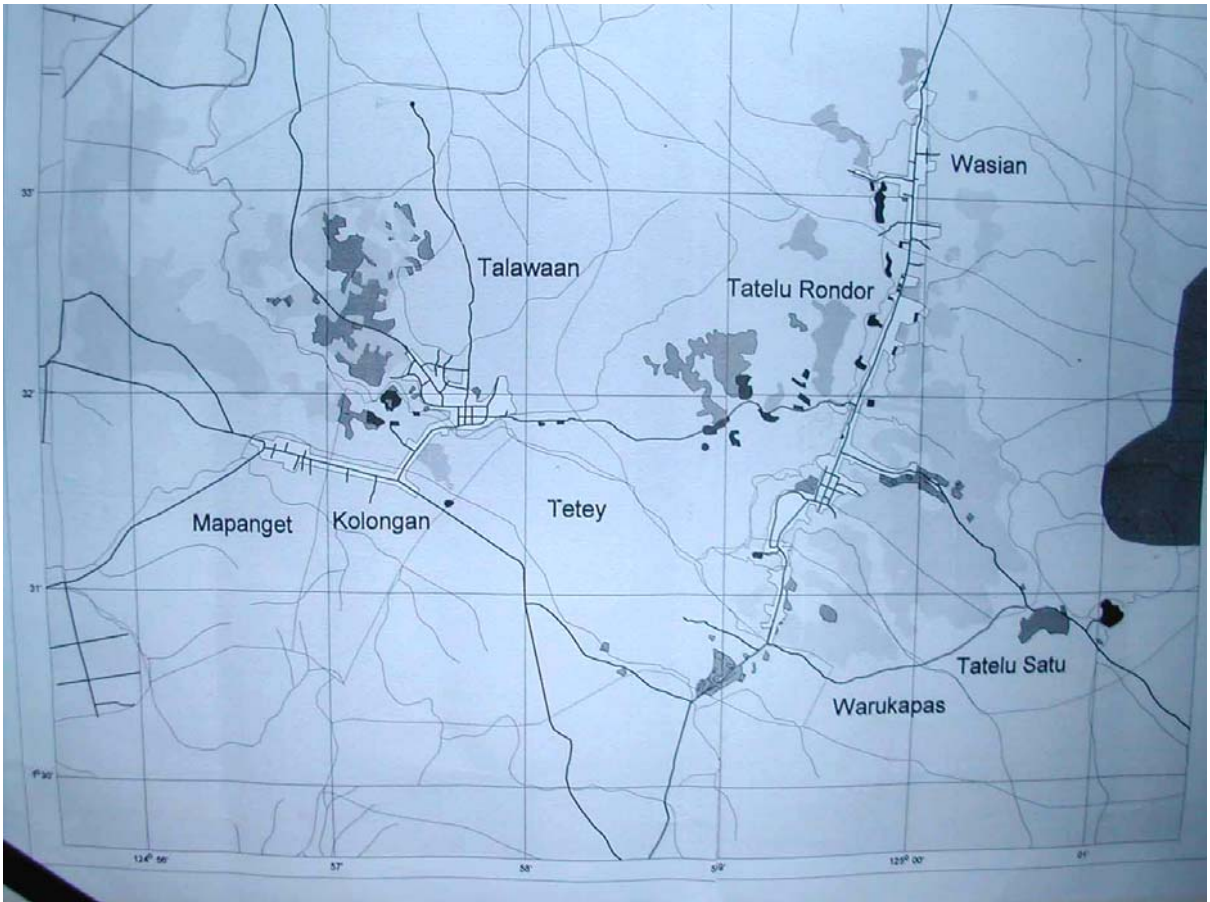 Wasian
33'
Talawaan
Tatelu Rondor
32'
Mapanget
Kolongan
Tetey
31'
Tatelu Satu
Warukapas
1° 30'
124° 56'
57'
58'
59'
125° 00'
01'